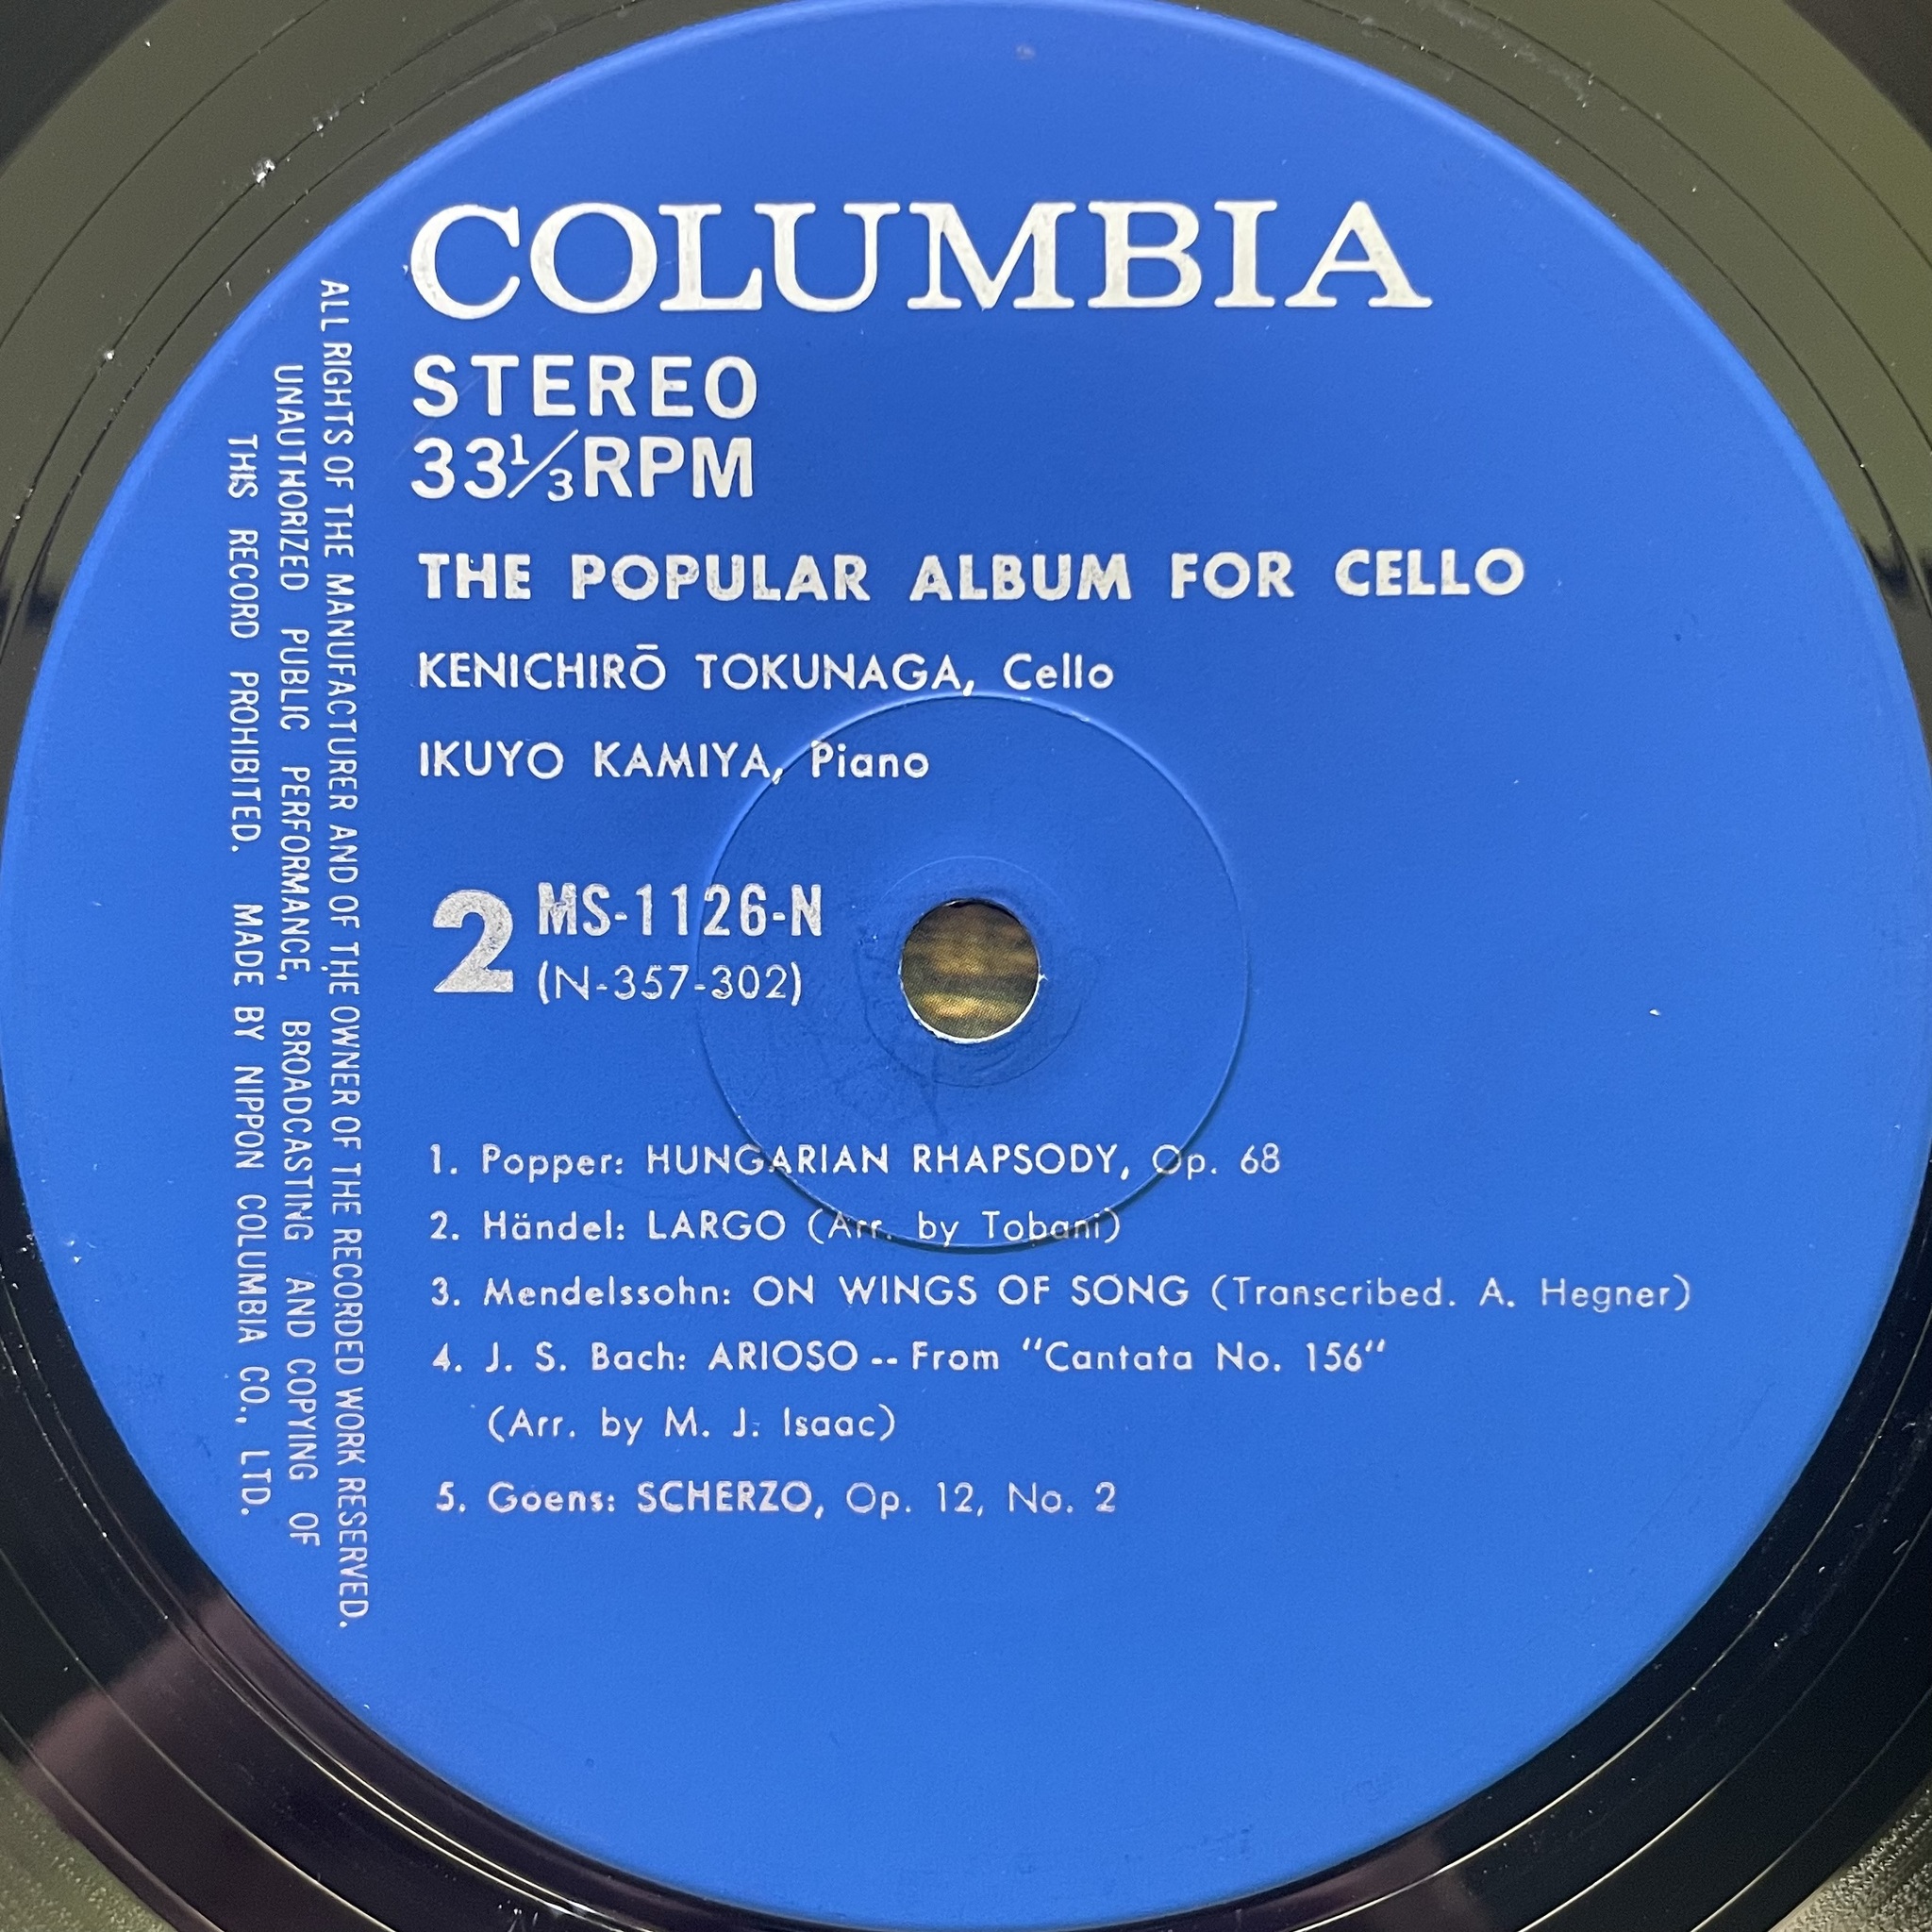 COLUMBIA
STEREO
33⅓RPM
THE POPULAR ALBUM FOR CELLO
KENICHIRŌ TOKUNAGA, Cello
IKUYO KAMIYA, Piano
2 MS-1126-N
(N-357-302)
1. Popper: HUNGARIAN RHAPSODY, Op. 68
2. Händel: LARGO (Arr. by Tobani)
3. Mendelssohn: ON WINGS OF SONG (Transcribed. A. Hegner)
4. J. S. Bach: ARIOSO -- From "Cantata No. 156"
(Arr. by M. J. Isaac)
5. Goens: SCHERZO, Op. 12, No. 2
ALL RIGHTS OF THE MANUFACTURER AND OF THE OWNER OF THE RECORDED WORK RESERVED.
UNAUTHORIZED PUBLIC PERFORMANCE, BROADCASTING AND COPYING OF
THIS RECORD PROHIBITED. MADE BY NIPPON COLUMBIA CO., LTD.